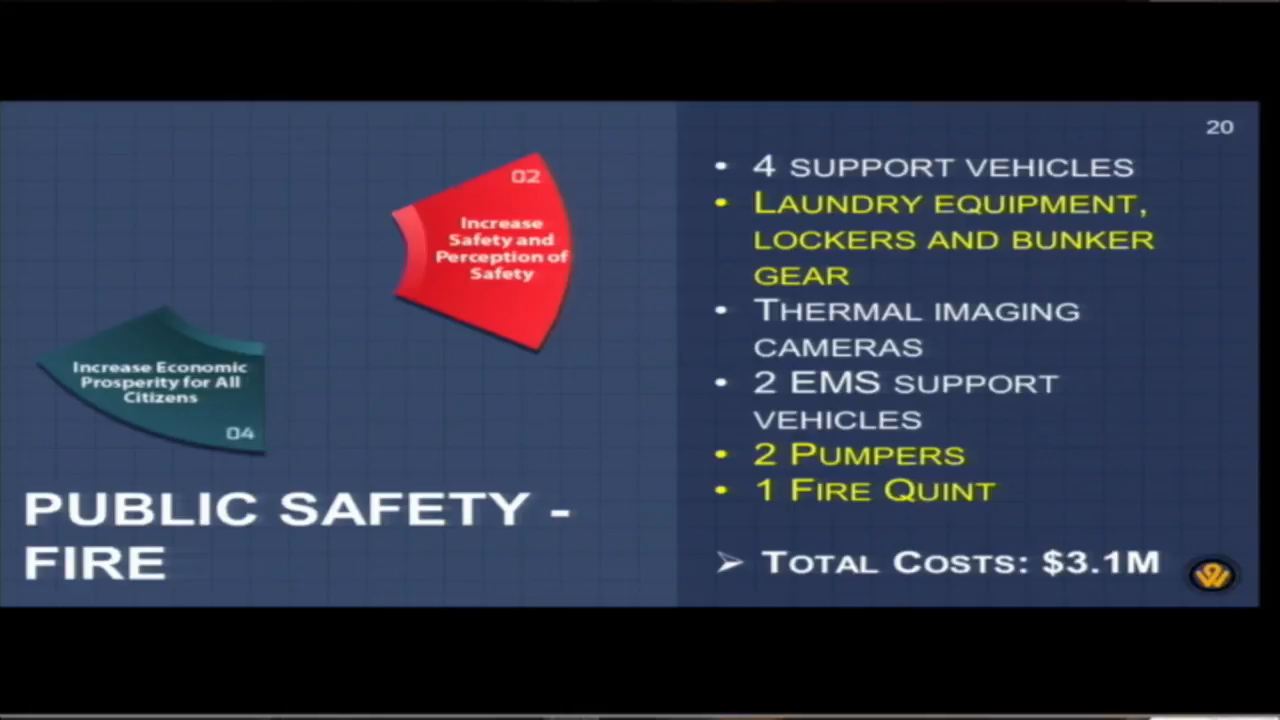 20
02
Increase
Safety and
Perception of
Safety
Increase Economic
Prosperity for All
Citizens
04
PUBLIC SAFETY -
FIRE
• 4 SUPPORT VEHICLES
• LAUNDRY EQUIPMENT,
LOCKERS AND BUNKER
GEAR
• THERMAL IMAGING
CAMERAS
• 2 EMS SUPPORT
VEHICLES
• 2 PUMPERS
• 1 FIRE QUINT
➢ TOTAL COSTS: $3.1M